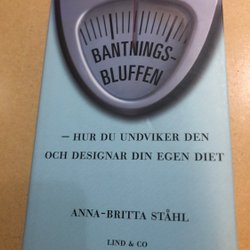 BANTNINGS-
BLUFFEN
– HUR DU UNDVIKER DEN
OCH DESIGNAR DIN EGEN DIET
ANNA-BRITTA STÅHL
LIND & CO